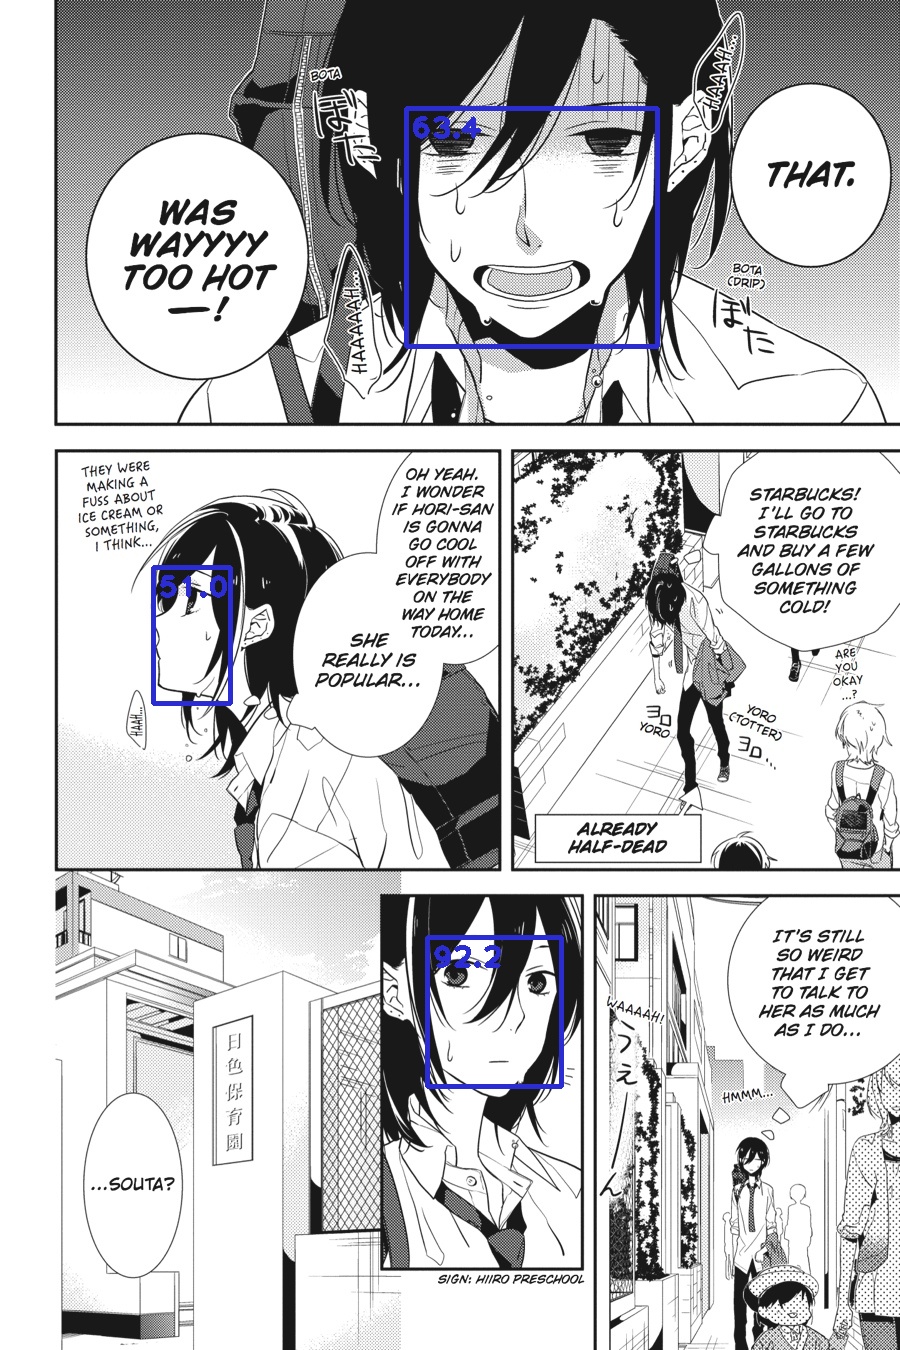 THAT.
HAAAH...
BOTA
ぼた
WAS
WAYYYY
TOO HOT
—!
HAAAAAH...
BOTA
(DRIP)
ぼた
63.4
STARBUCKS!
I'LL GO TO
STARBUCKS
AND BUY A FEW
GALLONS OF
SOMETHING
COLD!
ARE
YOU
OKAY
...?
YORO
(TOTTER)
ヨロ...
ヨロ
YORO
ALREADY
HALF-DEAD
OH YEAH.
I WONDER
IF HORI-SAN
IS GONNA
GO COOL
OFF WITH
EVERYBODY
ON THE
WAY HOME
TODAY...
SHE
REALLY IS
POPULAR...
THEY WERE
MAKING A
FUSS ABOUT
ICE CREAM OR
SOMETHING,
I THINK...
51.0
HAAH...
IT'S STILL
SO WEIRD
THAT I GET
TO TALK TO
HER AS MUCH
AS I DO...
HMMM...
WAAAAH!
うえーん
92.2
日色保育園
...SOUTA?
SIGN: HIIRO PRESCHOOL